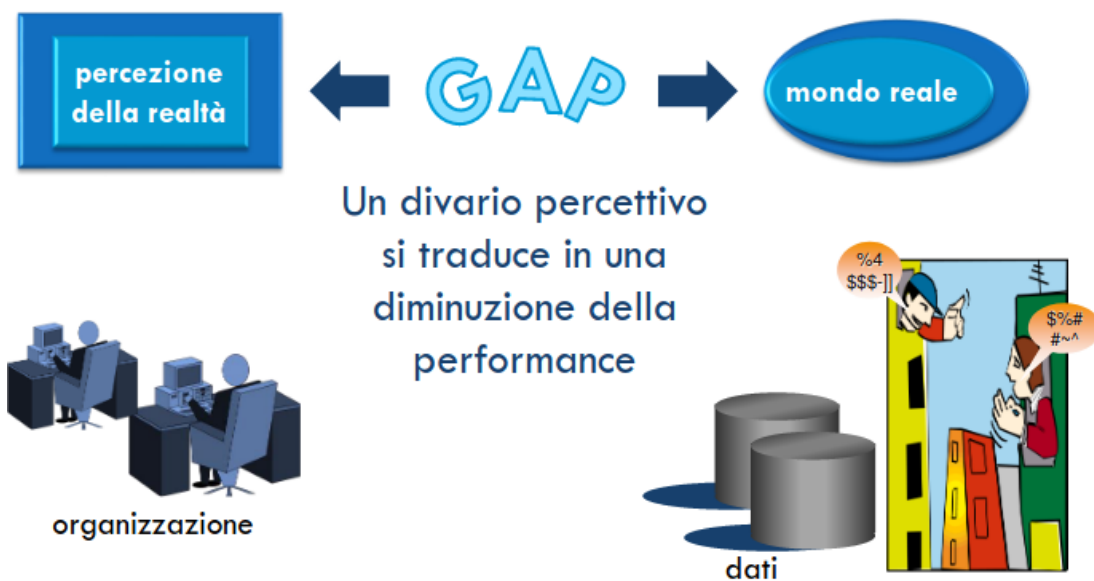 percezione
della realtà
GAP
mondo reale
Un divario percettivo
si traduce in una
diminuzione della
performance
%4
$$$-]]
$%#
#~^
organizzazione
dati